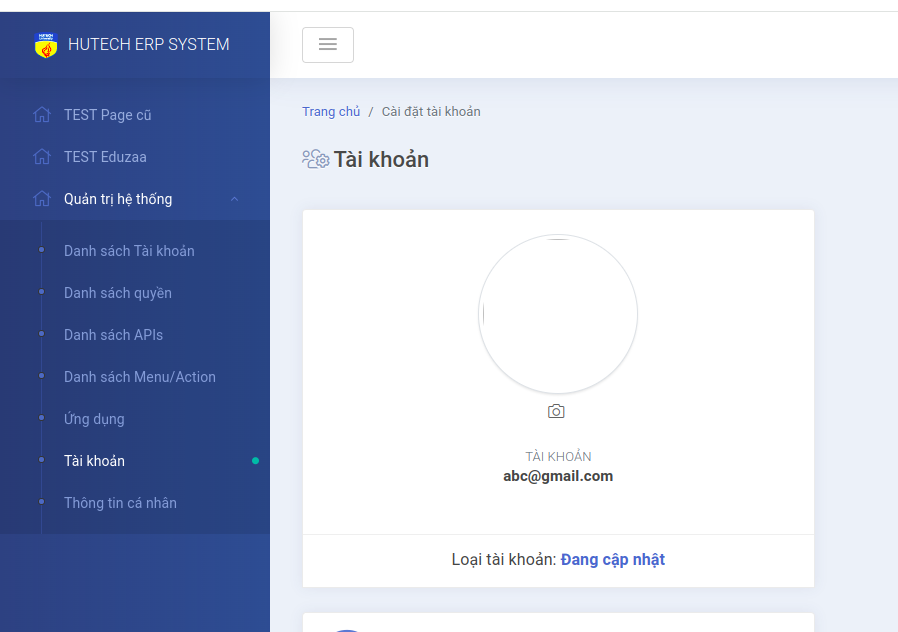 HUTECH
HUTECH ERP SYSTEM
TEST Page cũ
TEST Eduzaa
Quản trị hệ thống
Danh sách Tài khoản
Danh sách quyền
Danh sách APIs
Danh sách Menu/Action
Ứng dụng
Tài khoản
Thông tin cá nhân
Trang chủ / Cài đặt tài khoản
Tài khoản
TÀI KHOẢN
abc@gmail.com
Loại tài khoản: Đang cập nhật